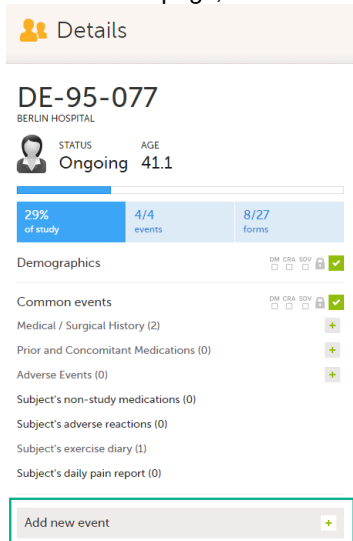 Details
DE-95-077
BERLIN HOSPITAL
STATUS AGE
Ongoing 41.1
29% 4/4 8/27
of study events forms
Demographics DM CRA SDV
Common events DM CRA SDV
Medical / Surgical History (2) +
Prior and Concomitant Medications (0) +
Adverse Events (0) +
Subject's non-study medications (0)
Subject's adverse reactions (0)
Subject's exercise diary (1)
Subject's daily pain report (0)
Add new event +